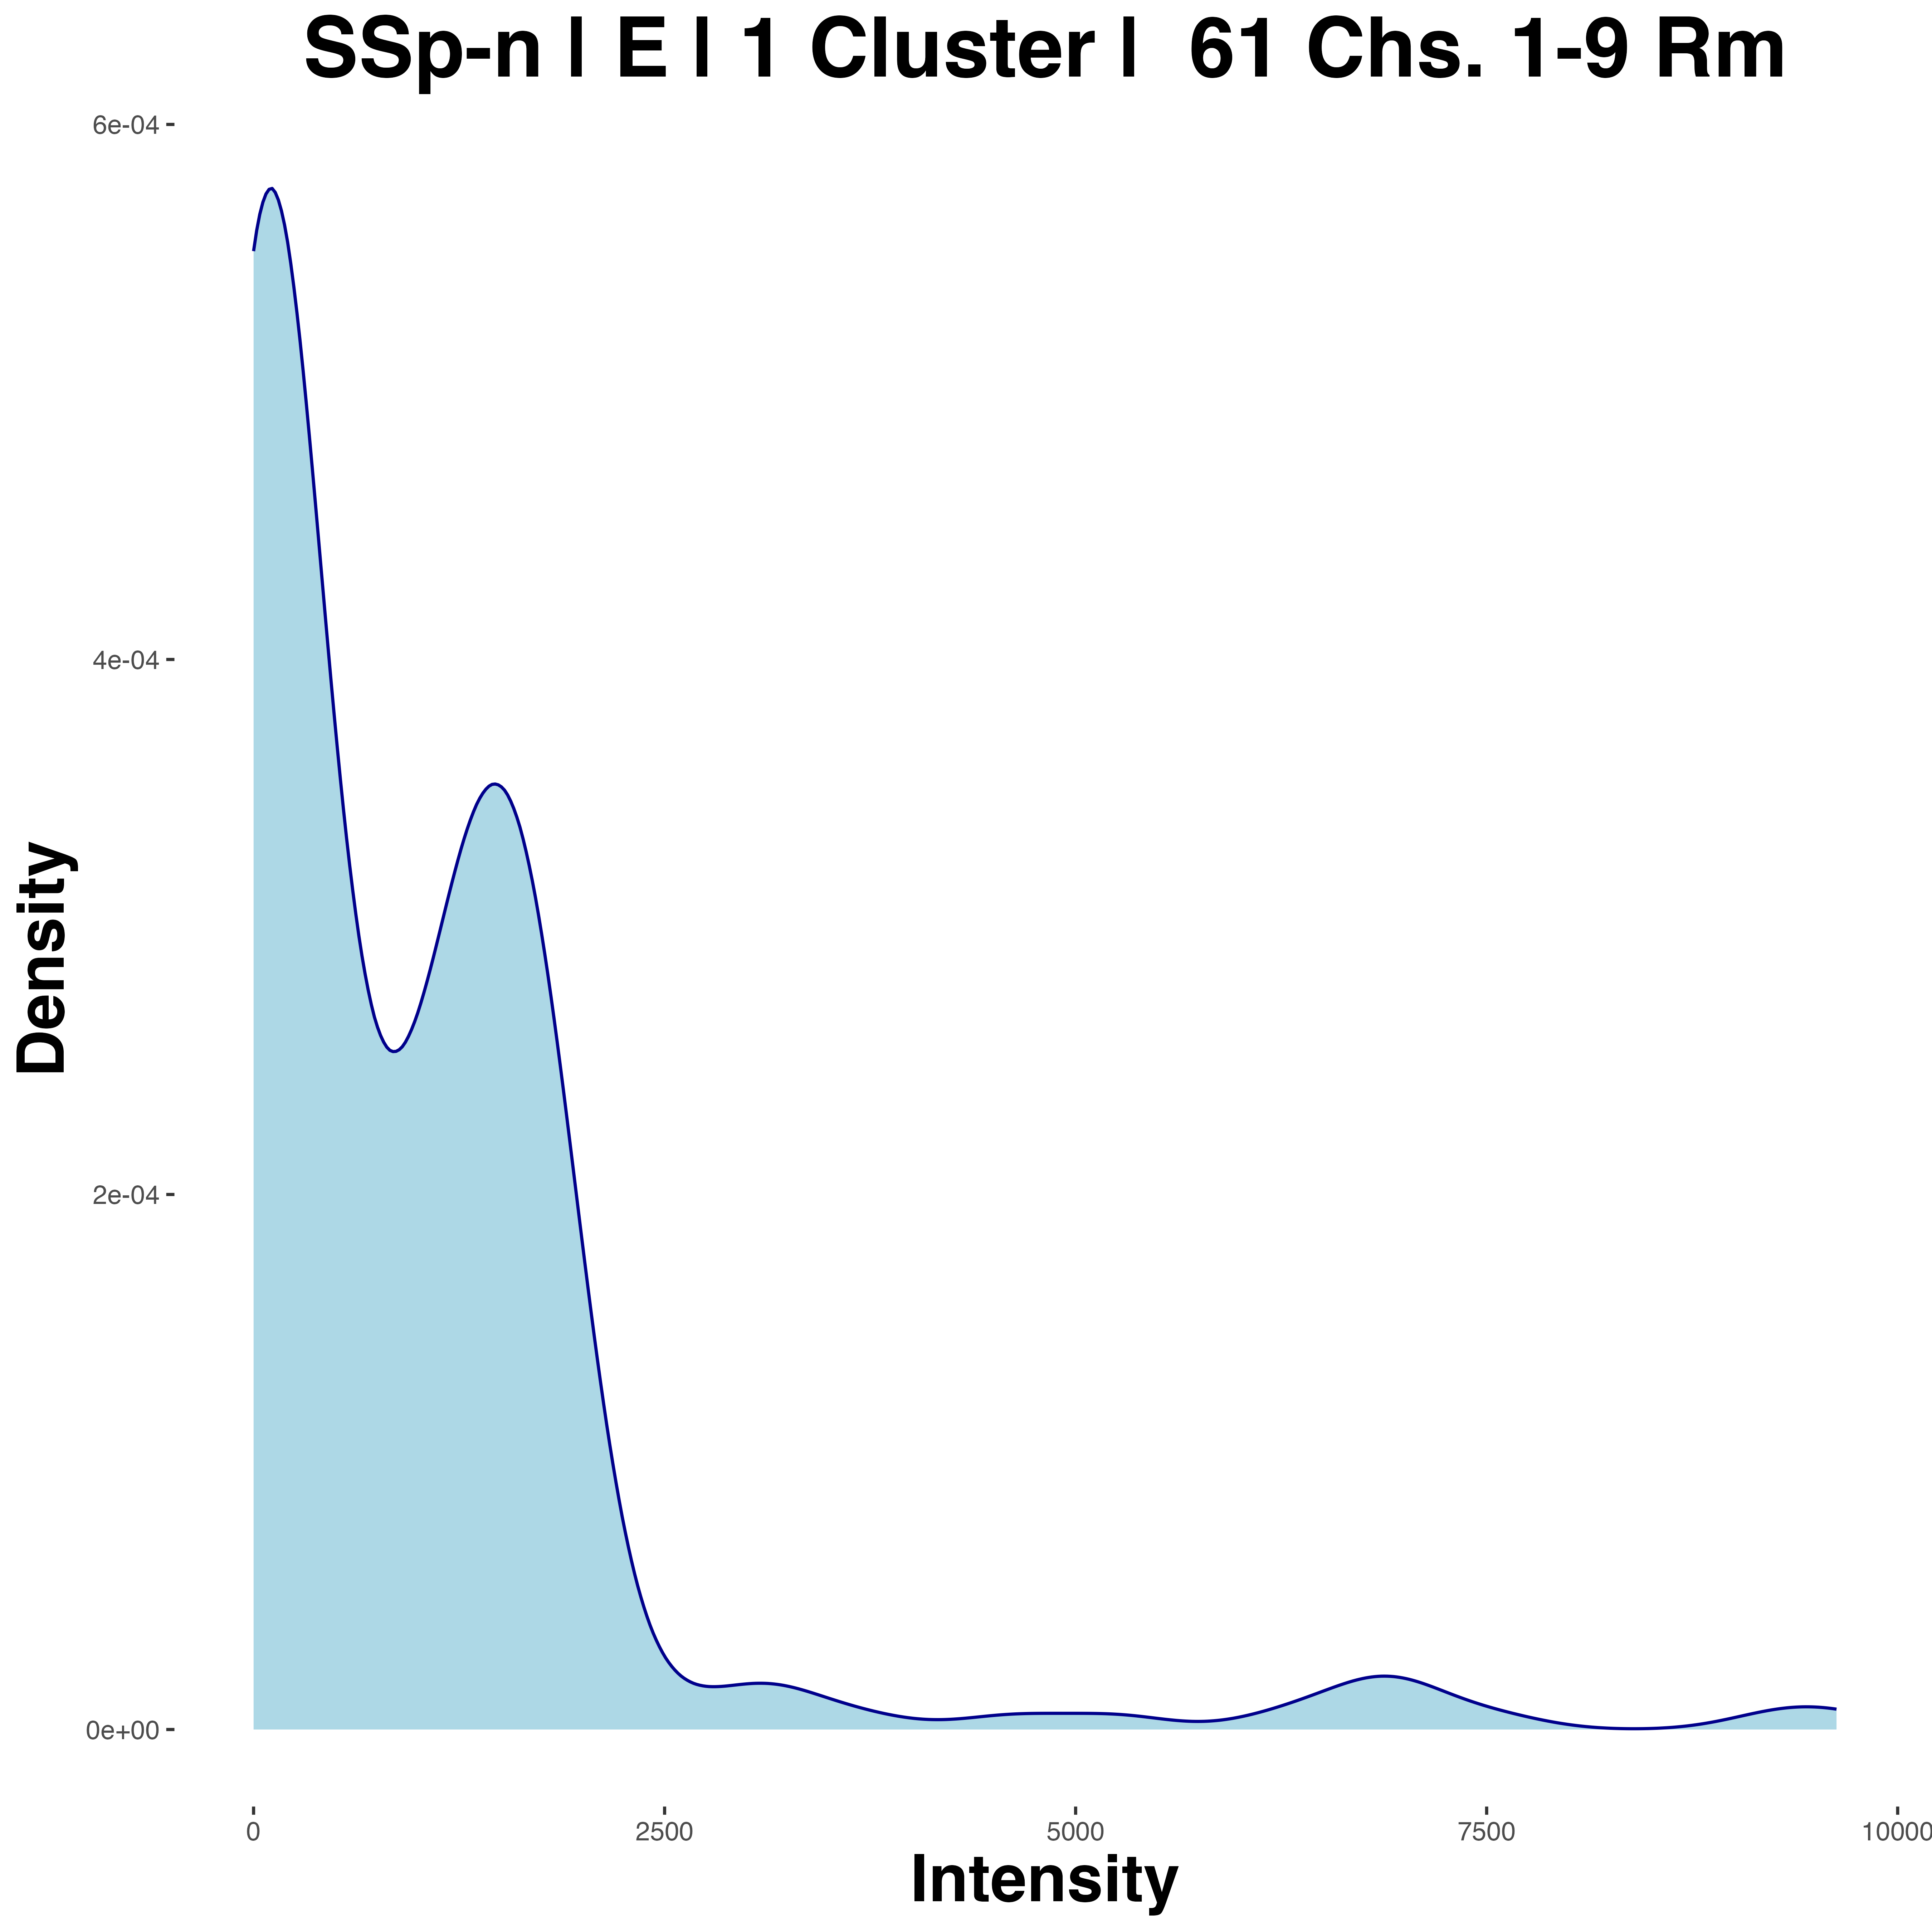 SSp-n | E | 1 Cluster | 61 Chs. 1-9 Rm
6e-04
4e-04
2e-04
0e+00
Density
0 2500 5000 7500 10000
Intensity